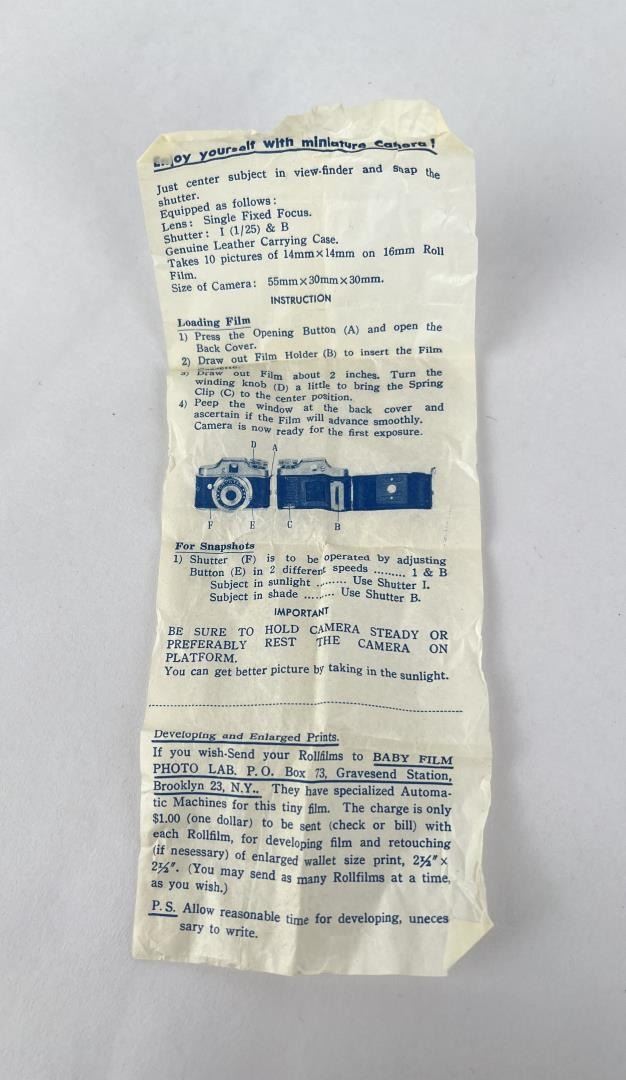 Enjoy yourself with miniature Camera!
Just center subject in view-finder and snap the
shutter.
Equipped as follows:
Lens: Single Fixed Focus.
Shutter: I (1/25) & B
Genuine Leather Carrying Case.
Takes 10 pictures of 14mm×14mm on 16mm Roll
Film.
Size of Camera: 55mm×30mm×30mm.
INSTRUCTION
Loading Film
1) Press the Opening Button (A) and open the
Back Cover.
2) Draw out Film Holder (B) to insert the Film
3) Draw out Film about 2 inches. Turn the
winding knob (D) a little to bring the Spring
Clip (C) to the center position.
4) Peep the window at the back cover and
ascertain if the Film will advance smoothly.
Camera is now ready for the first exposure.
D A
F E C B
For Snapshots
1) Shutter (F) is to be operated by adjusting
Button (E) in 2 different speeds ......... 1 & B
Subject in sunlight ......... Use Shutter I.
Subject in shade ......... Use Shutter B.
IMPORTANT
BE SURE TO HOLD CAMERA STEADY OR
PREFERABLY REST THE CAMERA ON
PLATFORM.
You can get better picture by taking in the sunlight.
Developing and Enlarged Prints.
If you wish-Send your Rollfilms to BABY FILM
PHOTO LAB. P.O. Box 73, Gravesend Station,
Brooklyn 23, N.Y.. They have specialized Automa-
tic Machines for this tiny film. The charge is only
$1.00 (one dollar) to be sent (check or bill) with
each Rollfilm, for developing film and retouching
(if nesessary) of enlarged wallet size print, 2½″×
2½″. (You may send as many Rollfilms at a time,
as you wish.)
P.S. Allow reasonable time for developing, uneces
sary to write.